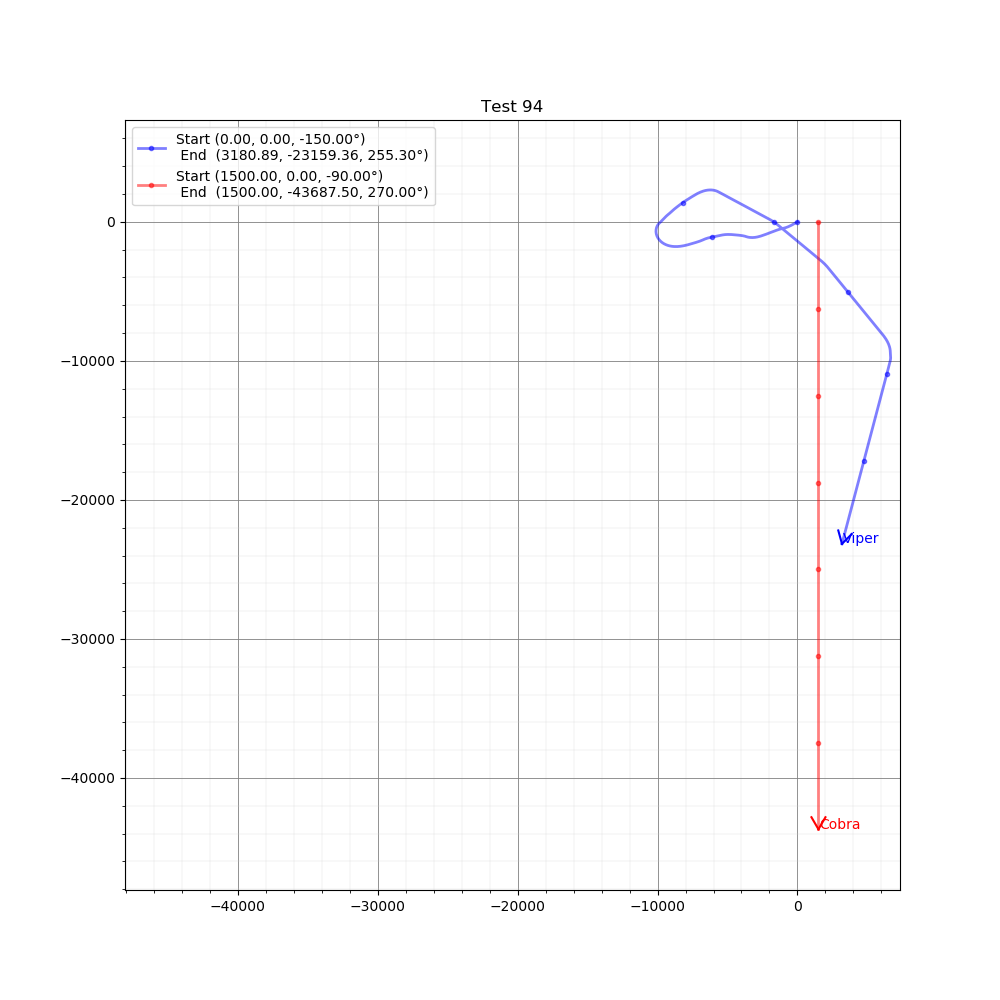 Test 94
Start (0.00, 0.00, -150.00°)
End (3180.89, -23159.36, 255.30°)
Start (1500.00, 0.00, -90.00°)
End (1500.00, -43687.50, 270.00°)
0
−10000
−20000
−30000
−40000
Viper
Cobra
−40000
−30000
−20000
−10000
0